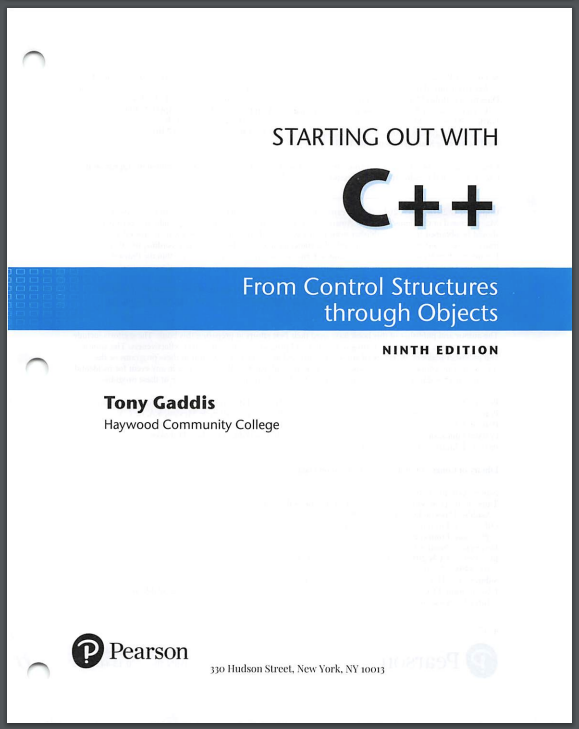 STARTING OUT WITH
C++
From Control Structures
through Objects
NINTH EDITION
Tony Gaddis
Haywood Community College
Pearson
330 Hudson Street, New York, NY 10013